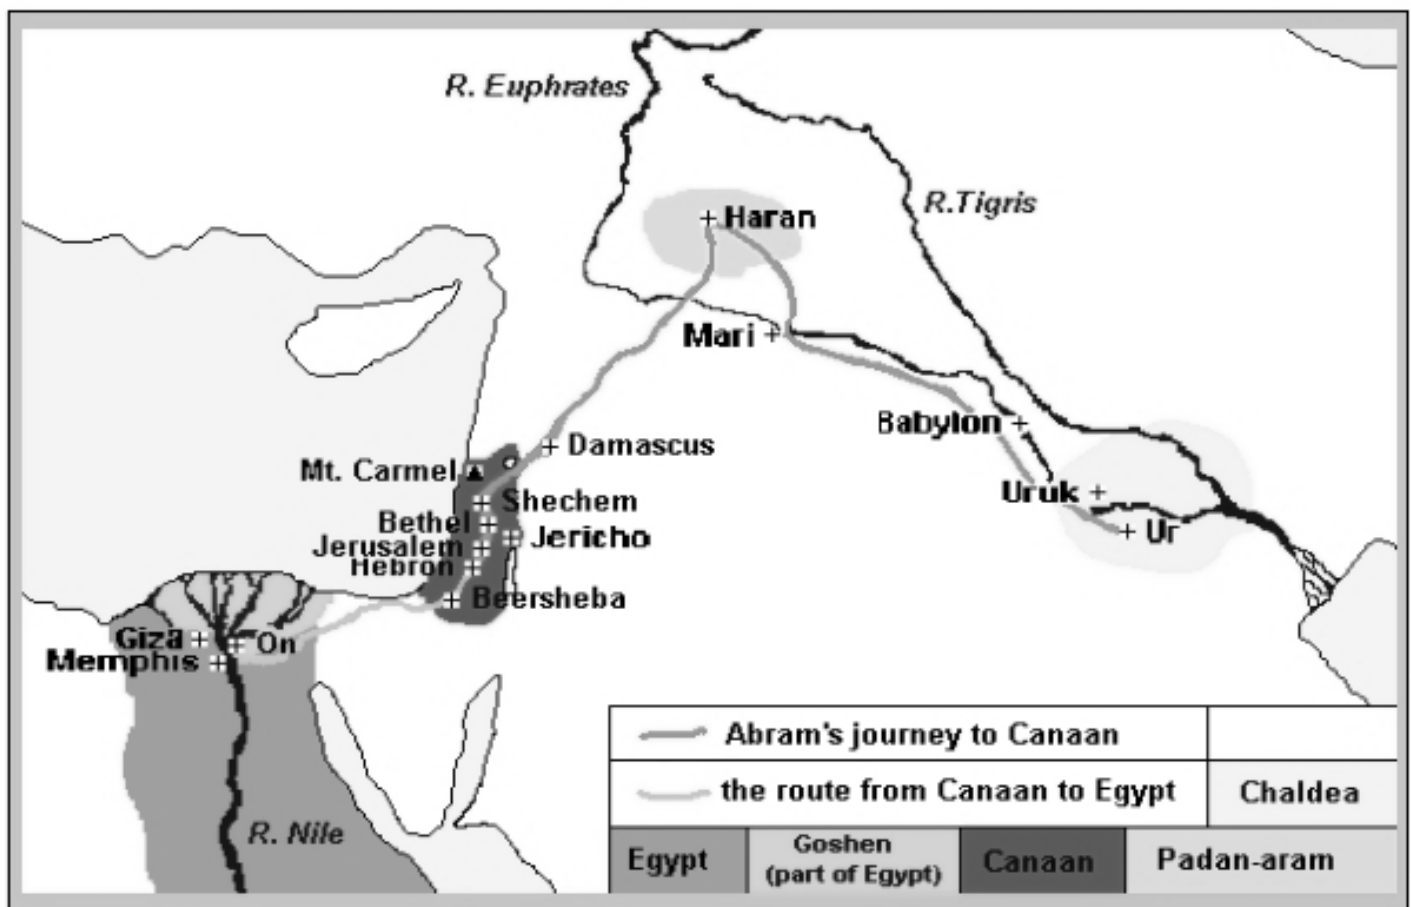 R. Euphrates
R.Tigris
Haran
Mari
Babylon
Damascus
Mt. Carmel
Uruk
Shechem
Bethel
Ur
Jericho
Jerusalem
Hebron
Beersheba
Giza
On
Memphis
R. Nile
Abram's journey to Canaan
the route from Canaan to Egypt
Chaldea
Egypt
Goshen
(part of Egypt)
Canaan
Padan-aram